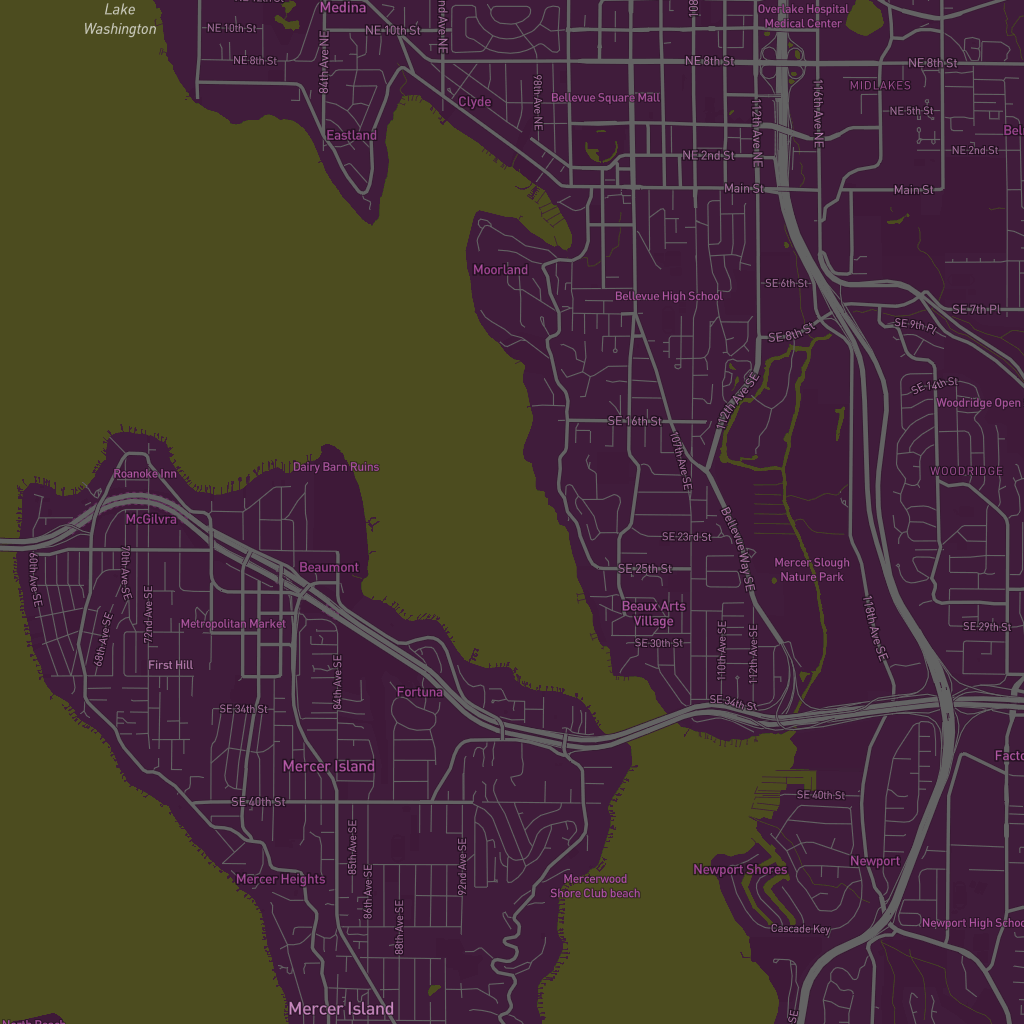 Lake
Washington
Medina
NE 10th St
NE 10th St
NE 8th St
84th Ave NE
Overlake Hospital
Medical Center
NE 8th St
NE 8th St
MIDLAKES
Clyde
98th Ave NE
Bellevue Square Mall
112th Ave NE
116th Ave NE
NE 5th St
Eastland
NE 2nd St
NE 2nd St
Main St
Main St
Moorland
Bellevue High School
SE 6th St
SE 7th Pl
SE 8th St
SE 9th Pl
112th Ave SE
SE 14th St
Woodridge Open
SE 16th St
107th Ave SE
WOODRIDGE
Roanoke Inn
Dairy Barn Ruins
McGilvra
Bellevue Way SE
SE 23rd St
60th Ave SE
70th Ave SE
72nd Ave SE
Beaumont
SE 25th St
Mercer Slough
Nature Park
Beaux Arts
Village
118th Ave SE
Metropolitan Market
68th Ave SE
SE 29th St
SE 30th St
110th Ave SE
112th Ave SE
First Hill
84th Ave SE
Fortuna
SE 34th St
SE 34th St
Mercer Island
SE 40th St
SE 40th St
85th Ave SE
86th Ave SE
88th Ave SE
92nd Ave SE
Mercer Heights
Mercerwood
Shore Club beach
Newport Shores
Newport
Cascade Key
Newport High Schoo
Mercer Island
North Beach